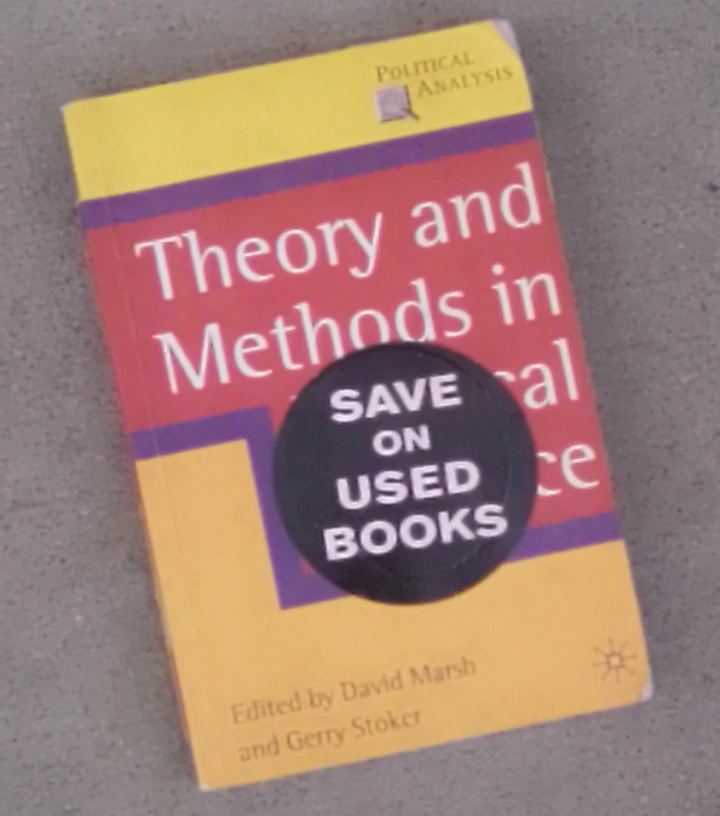 POLITICAL
ANALYSIS
Theory and
Methods in
cal
ce
SAVE
ON
USED
BOOKS
Edited by David Marsh
and Gerry Stoker